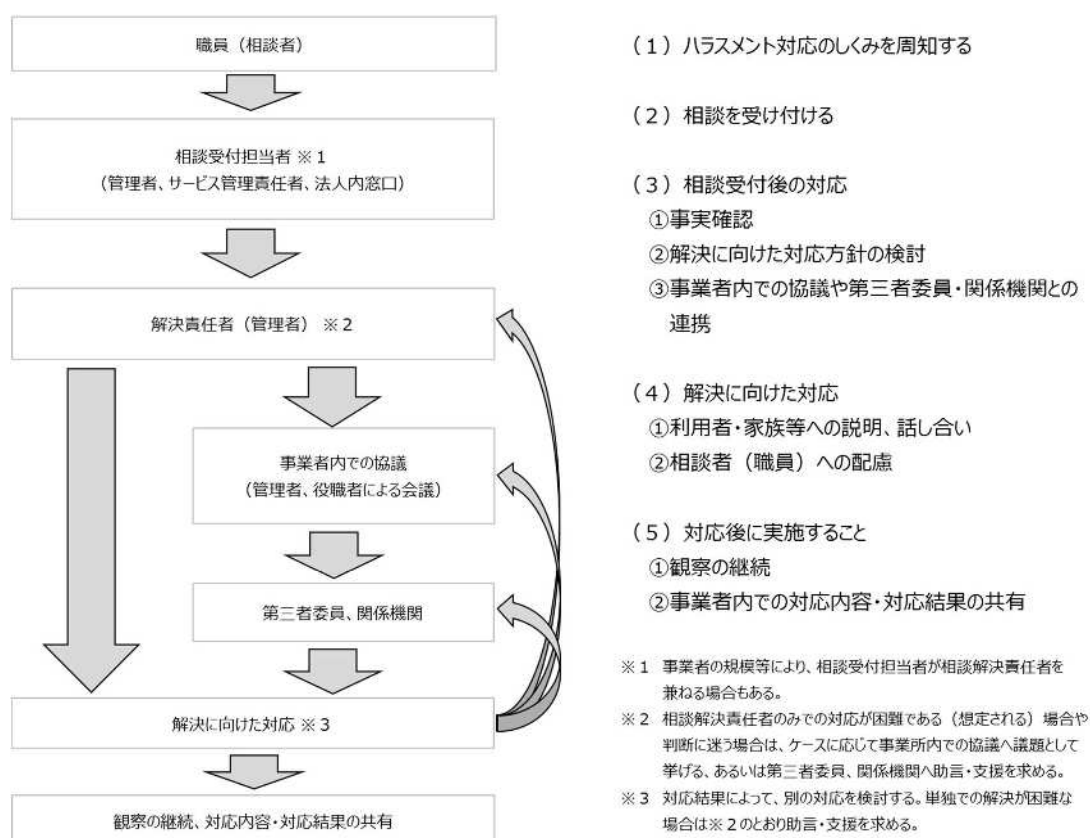 職員（相談者）
相談受付担当者 ※１
（管理者、サービス管理責任者、法人内窓口）
解決責任者（管理者） ※２
事業者内での協議
（管理者、役職者による会議）
第三者委員、関係機関
解決に向けた対応 ※３
観察の継続、対応内容・対応結果の共有
（１）ハラスメント対応のしくみを周知する
（２）相談を受け付ける
（３）相談受付後の対応
①事実確認
②解決に向けた対応方針の検討
③事業者内での協議や第三者委員・関係機関との
連携
（４）解決に向けた対応
①利用者・家族等への説明、話し合い
②相談者（職員）への配慮
（５）対応後に実施すること
①観察の継続
②事業者内での対応内容・対応結果の共有
※１ 事業者の規模等により、相談受付担当者が相談解決責任者を
兼ねる場合もある。
※２ 相談解決責任者のみでの対応が困難である（想定される）場合や
判断に迷う場合は、ケースに応じて事業所内での協議へ議題として
挙げる、あるいは第三者委員、関係機関へ助言・支援を求める。
※３ 対応結果によって、別の対応を検討する。単独での解決が困難な
場合は※２のとおり助言・支援を求める。